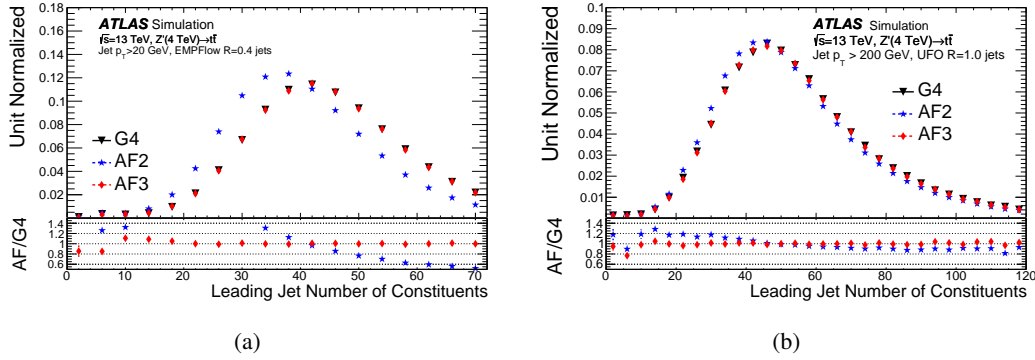 ATLAS Simulation
√s=13 TeV, Z'(4 TeV)→tt̄
Jet p_T>20 GeV, EMPFlow R=0.4 jets
Unit Normalized
0.18
0.16
0.14
0.12
0.10
0.08
0.06
0.04
0.02
G4
AF2
AF3
AF/G4
1.4
1.2
1
0.8
0.6
0 10 20 30 40 50 60 70
Leading Jet Number of Constituents
(a)
ATLAS Simulation
√s=13 TeV, Z'(4 TeV)→tt̄
Jet p_T > 200 GeV, UFO R=1.0 jets
Unit Normalized
0.1
0.09
0.08
0.07
0.06
0.05
0.04
0.03
0.02
0.01
G4
AF2
AF3
AF/G4
1.4
1.2
1
0.8
0.6
0 20 40 60 80 100 120
Leading Jet Number of Constituents
(b)